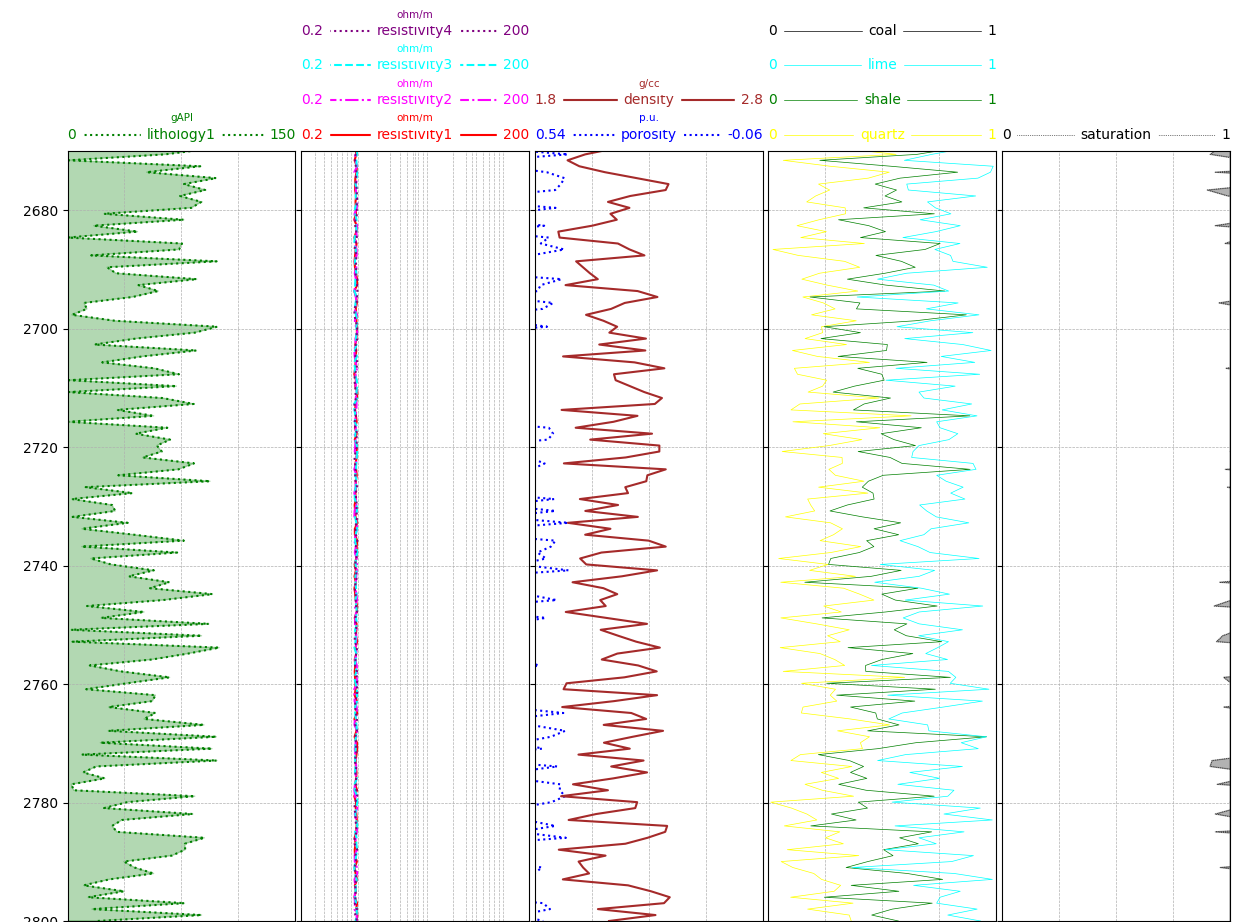 ohm/m
0.2 resistivity4 200
0 coal 1
ohm/m
0.2 resistivity3 200
0 lime 1
ohm/m
0.2 resistivity2 200
g/cc
1.8 density 2.8
0 shale 1
gAPI
0 lithology1 150
ohm/m
0.2 resistivity1 200
p.u.
0.54 porosity -0.06
0 quartz 1
0 saturation 1
2680
2700
2720
2740
2760
2780
2800